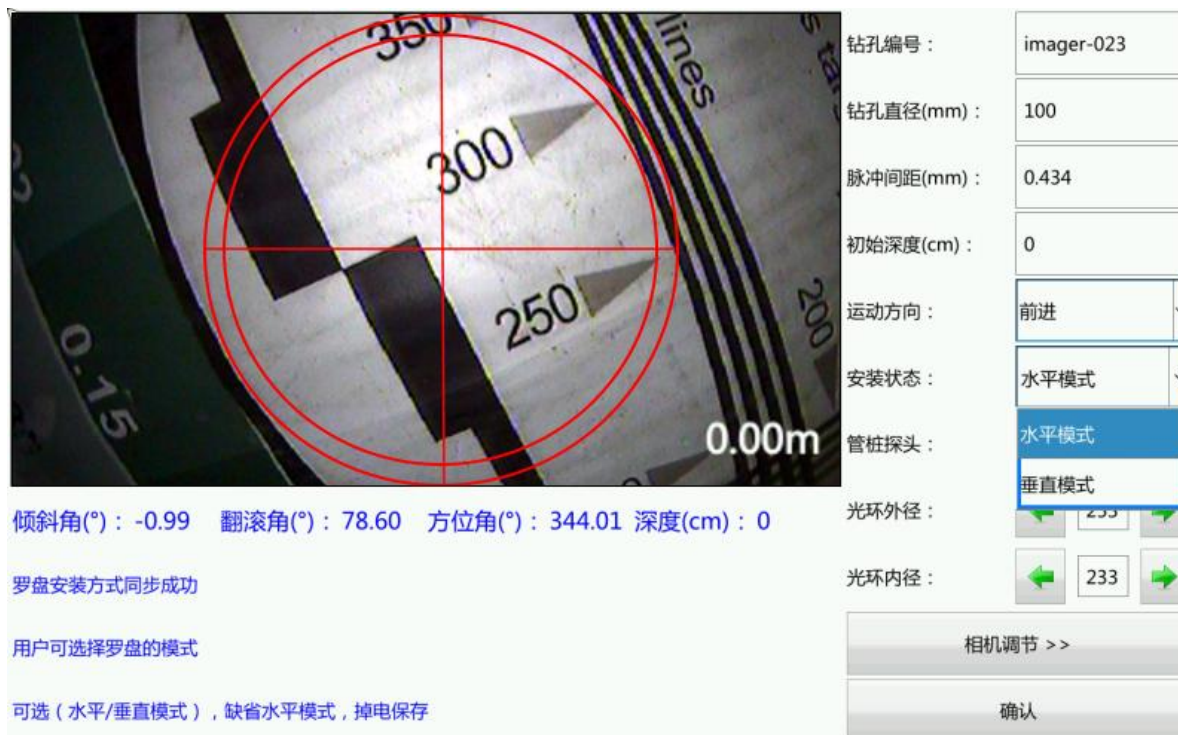 350
lines
s ta
300
250
200
0.15
0.00m
倾斜角(°)：-0.99 翻滚角(°)：78.60 方位角(°)：344.01 深度(cm)：0
罗盘安装方式同步成功
用户可选择罗盘的模式
可选（水平/垂直模式），缺省水平模式，掉电保存
钻孔编号： imager-023
钻孔直径(mm)： 100
脉冲间距(mm)： 0.434
初始深度(cm)： 0
运动方向： 前进
安装状态： 水平模式
水平模式
垂直模式
管桩探头：
光环外径：
光环内径： 233
相机调节 >>
确认